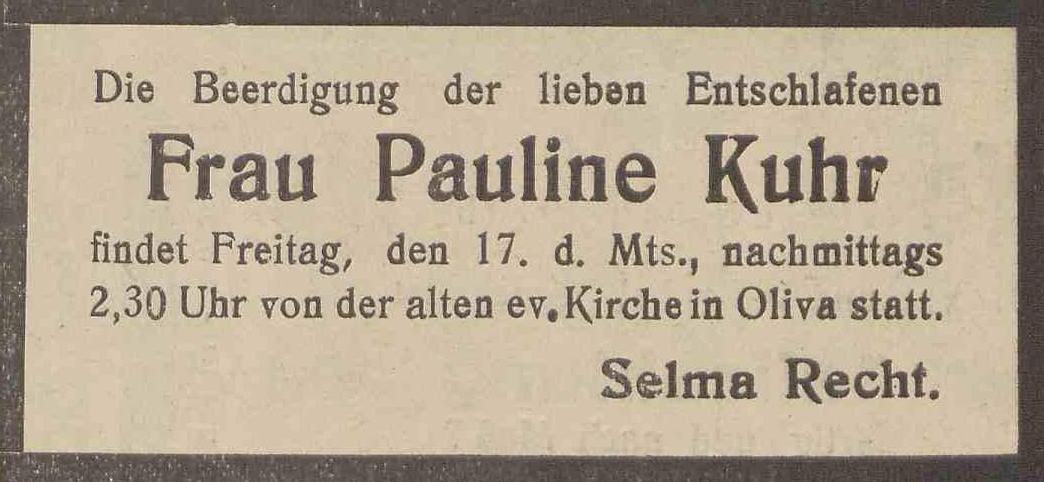 Die Beerdigung der lieben Entschlafenen
Frau Pauline Kuhr
findet Freitag, den 17. d. Mts., nachmittags
2,30 Uhr von der alten ev. Kirche in Oliva statt.
Selma Recht.